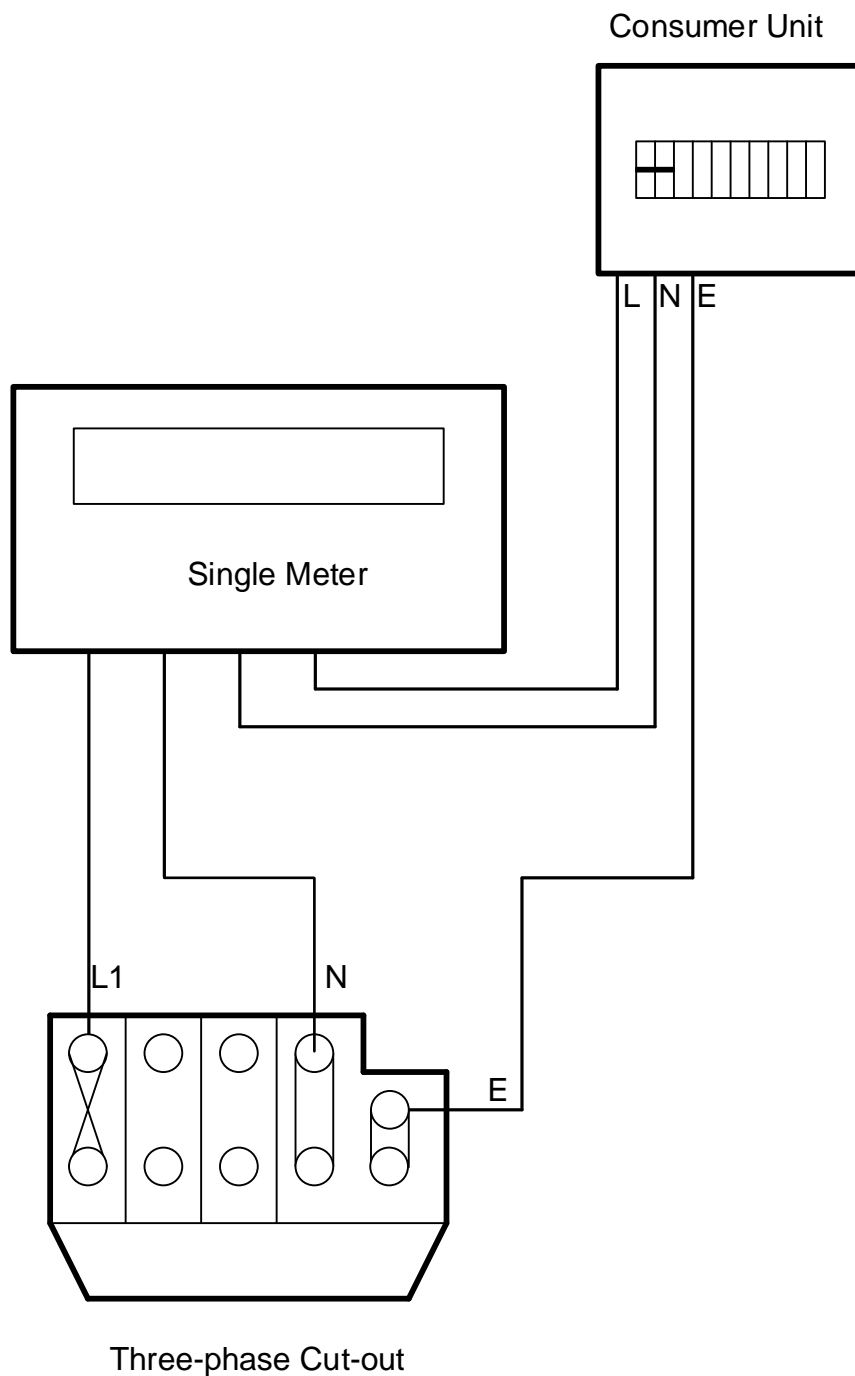 Consumer Unit
L N E
Single Meter
L1 N
E
Three-phase Cut-out